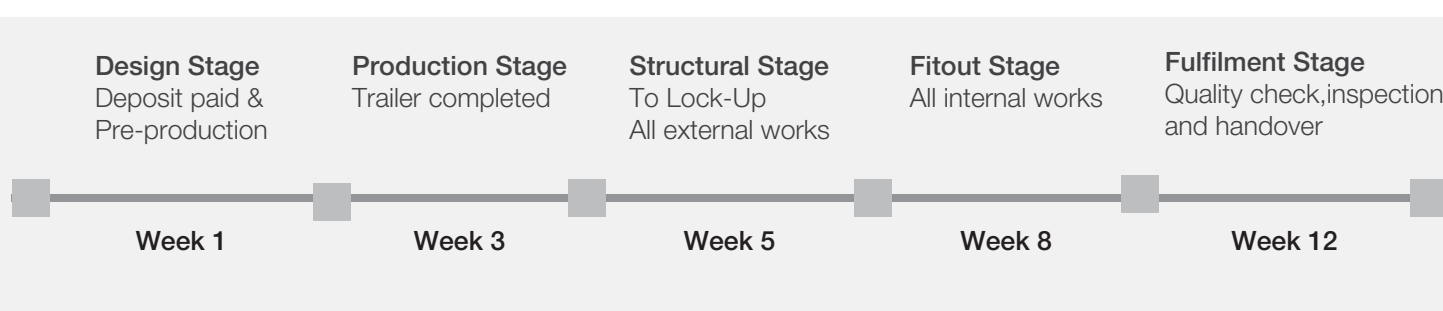 Design Stage
Deposit paid &
Pre-production
Production Stage
Trailer completed
Structural Stage
To Lock-Up
All external works
Fitout Stage
All internal works
Fulfilment Stage
Quality check,inspection
and handover
Week 1
Week 3
Week 5
Week 8
Week 12